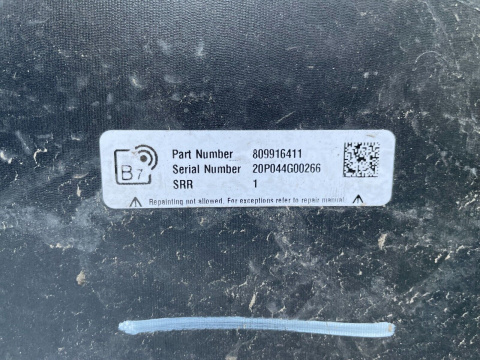 B7
Part Number 809916411
Serial Number 20P044G00266
SRR 1
Repainting not allowed. For exceptions refer to repair manual.